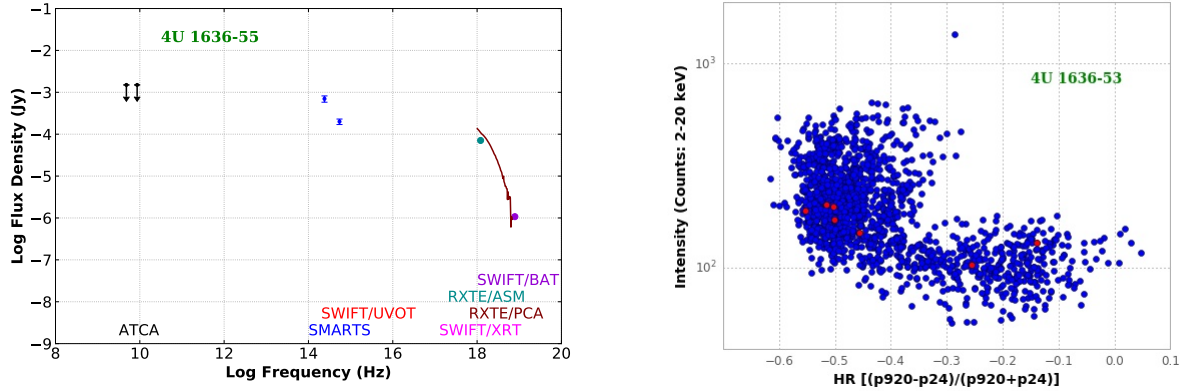 4U 1636-55
Log Flux Density (Jy)
−1
−2
−3
−4
−5
−6
−7
−8
−9
SWIFT/BAT
RXTE/ASM
SWIFT/UVOT
RXTE/PCA
ATCA
SMARTS
SWIFT/XRT
8
10
12
14
16
18
20
Log Frequency (Hz)
4U 1636-53
Intensity (Counts: 2-20 keV)
10³
10²
−0.6
−0.5
−0.4
−0.3
−0.2
−0.1
0.0
0.1
HR [(p920-p24)/(p920+p24)]